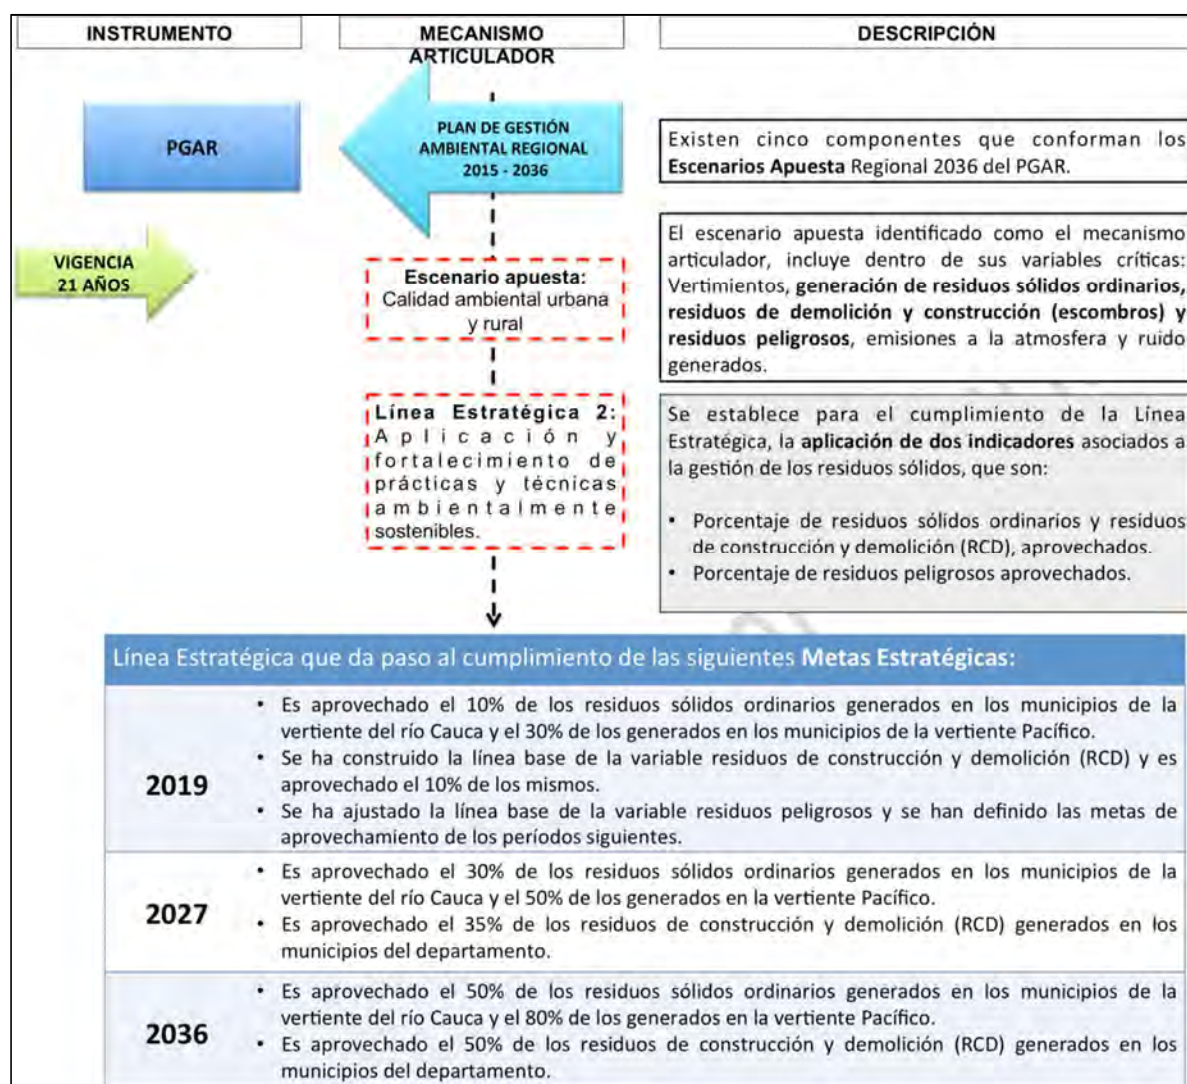 INSTRUMENTO
MECANISMO
ARTICULADOR
DESCRIPCIÓN
PGAR
PLAN DE GESTIÓN
AMBIENTAL REGIONAL
2015 - 2036
Existen cinco componentes que conforman los
Escenarios Apuesta Regional 2036 del PGAR.
VIGENCIA
21 AÑOS
Escenario apuesta:
Calidad ambiental urbana
y rural
El escenario apuesta identificado como el mecanismo
articulador, incluye dentro de sus variables críticas:
Vertimientos, generación de residuos sólidos ordinarios,
residuos de demolición y construcción (escombros) y
residuos peligrosos, emisiones a la atmosfera y ruido
generados.
Línea Estratégica 2:
Aplicación y
fortalecimiento de
prácticas y técnicas
ambientalmente
sostenibles.
Se establece para el cumplimiento de la Línea
Estratégica, la aplicación de dos indicadores asociados a
la gestión de los residuos sólidos, que son:
• Porcentaje de residuos sólidos ordinarios y residuos
de construcción y demolición (RCD), aprovechados.
• Porcentaje de residuos peligrosos aprovechados.
Línea Estratégica que da paso al cumplimiento de las siguientes Metas Estratégicas:
2019
• Es aprovechado el 10% de los residuos sólidos ordinarios generados en los municipios de la
vertiente del río Cauca y el 30% de los generados en los municipios de la vertiente Pacífico.
• Se ha construido la línea base de la variable residuos de construcción y demolición (RCD) y es
aprovechado el 10% de los mismos.
• Se ha ajustado la línea base de la variable residuos peligrosos y se han definido las metas de
aprovechamiento de los períodos siguientes.
2027
• Es aprovechado el 30% de los residuos sólidos ordinarios generados en los municipios de la
vertiente del río Cauca y el 50% de los generados en la vertiente Pacífico.
• Es aprovechado el 35% de los residuos de construcción y demolición (RCD) generados en los
municipios del departamento.
2036
• Es aprovechado el 50% de los residuos sólidos ordinarios generados en los municipios de la
vertiente del río Cauca y el 80% de los generados en la vertiente Pacífico.
• Es aprovechado el 50% de los residuos de construcción y demolición (RCD) generados en los
municipios del departamento.